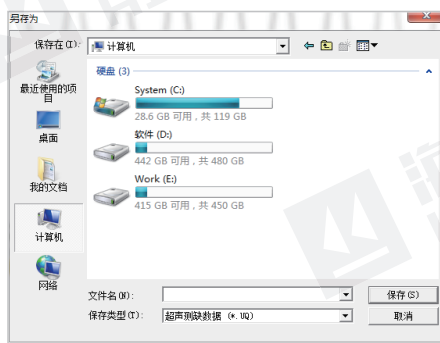 另存为
保存在(I):
计算机
最近使用的项目
桌面
我的文档
计算机
网络
硬盘 (3)
System (C:)
28.6 GB 可用，共 119 GB
软件 (D:)
442 GB 可用，共 480 GB
Work (E:)
415 GB 可用，共 450 GB
文件名(N):
保存(S)
保存类型(T):
超声测缺数据 (*.UQ)
取消